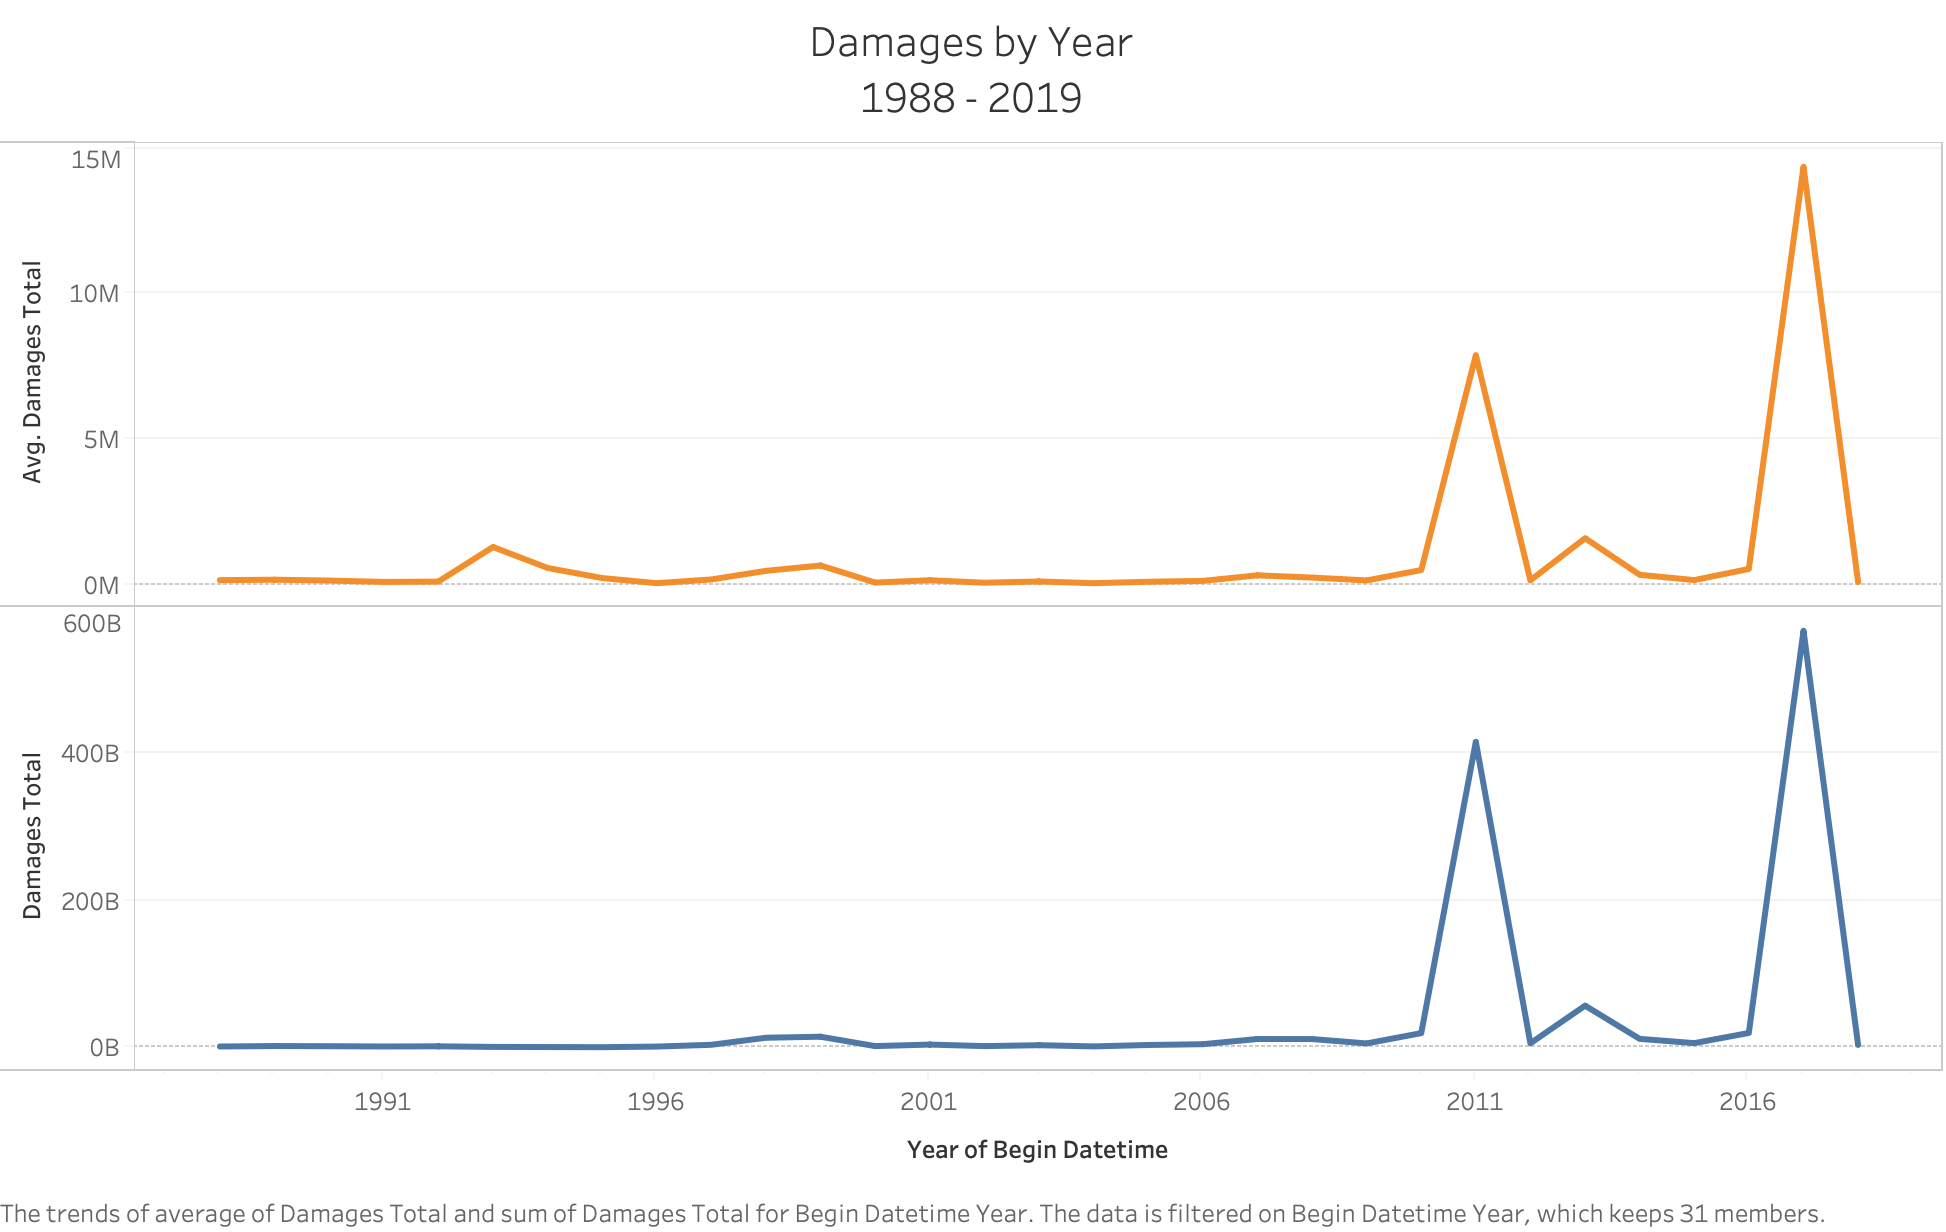 Damages by Year
1988 - 2019
15M
10M
5M
0M
Avg. Damages Total
600B
400B
200B
0B
Damages Total
1991 1996 2001 2006 2011 2016
Year of Begin Datetime
The trends of average of Damages Total and sum of Damages Total for Begin Datetime Year. The data is filtered on Begin Datetime Year, which keeps 31 members.